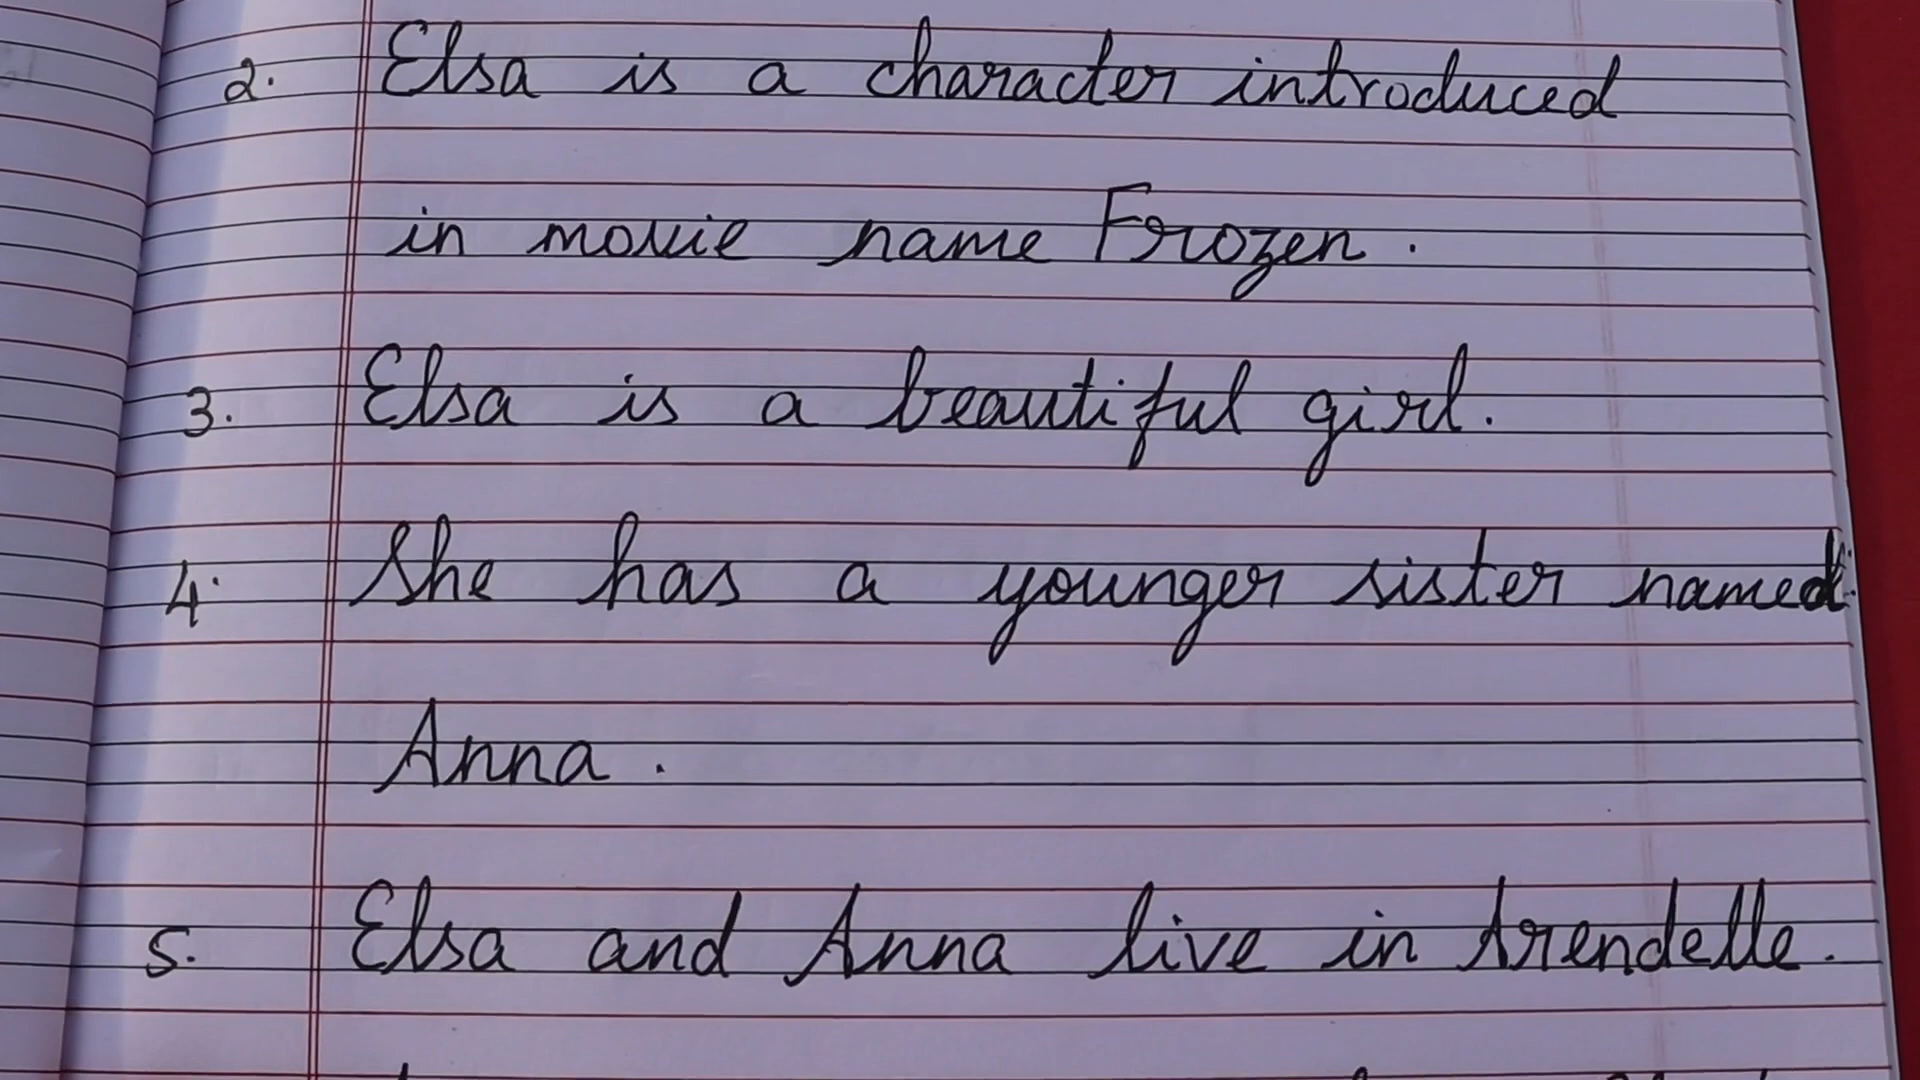 2. Elsa is a character introduced
in movie name Frozen.
3. Elsa is a beautiful girl.
4. She has a younger sister named
Anna.
5. Elsa and Anna live in Arendelle.